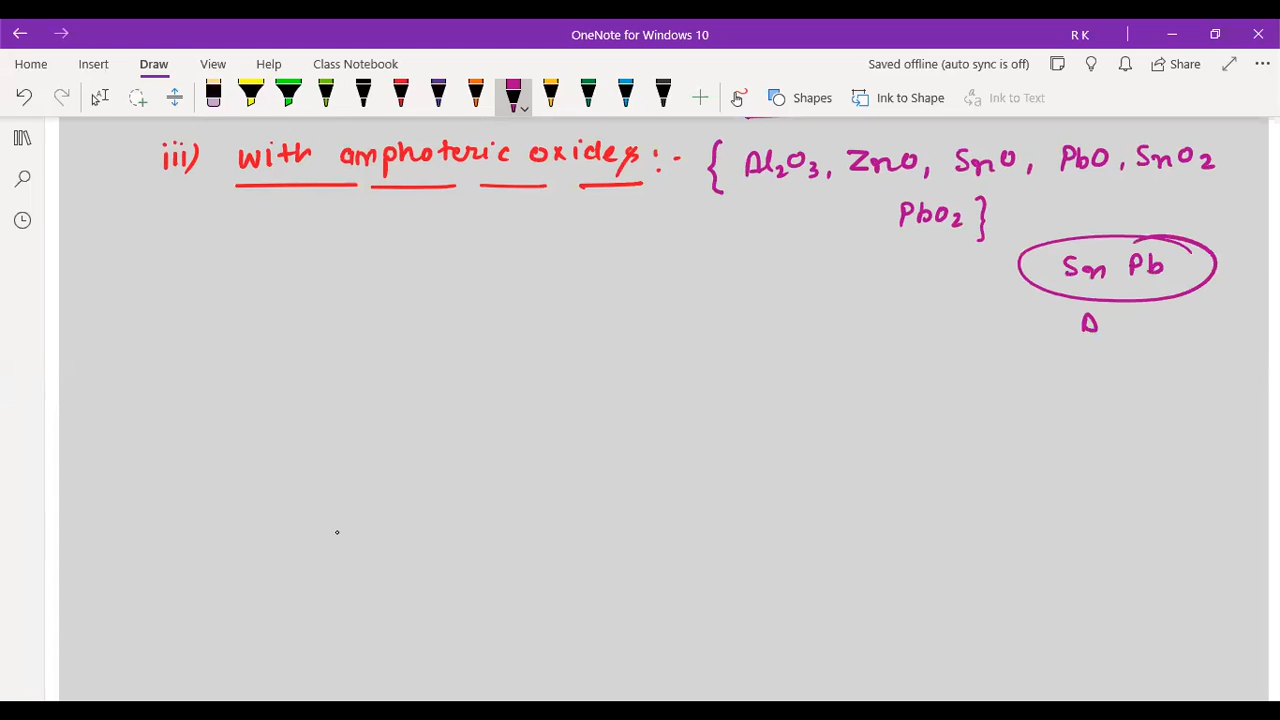 OneNote for Windows 10
R K
Home Insert Draw View Help Class Notebook
Saved offline (auto sync is off) Share
Shapes Ink to Shape Ink to Text
iii) With amphoteric oxides :- { Al2O3, ZnO, SnO, PbO, SnO2
PbO2 }
Sn Pb